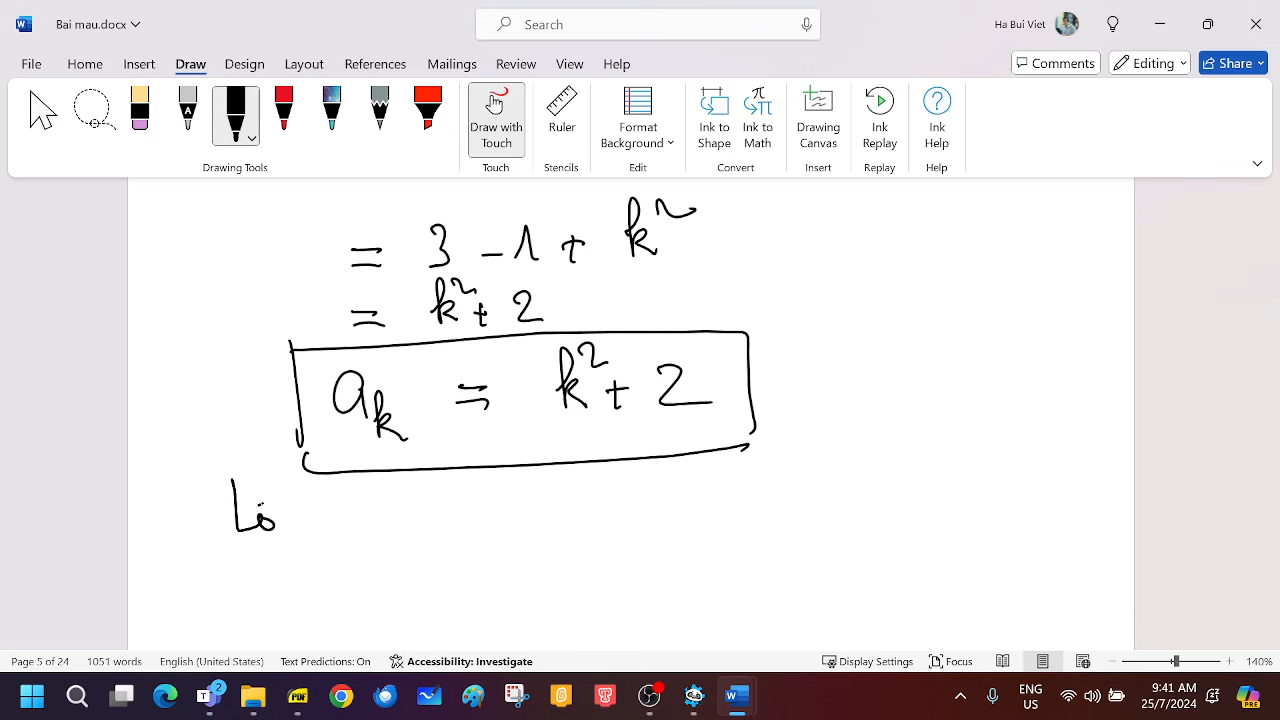 Bai mau.docx
Search
Ha Bui Viet
File Home Insert Draw Design Layout References Mailings Review View Help
Comments
Editing
Share
Draw with Touch
Ruler
Format Background
Ink to Shape
Ink to Math
Drawing Canvas
Ink Replay
Ink Help
Drawing Tools
Touch
Stencils
Edit
Convert
Insert
Replay
Help
= 3 - 1 + k²
= k² + 2
aₖ = k² + 2
Page 5 of 24 1051 words English (United States) Text Predictions: On Accessibility: Investigate Display Settings Focus 140%
ENG US
9:41 AM
25/7/2024